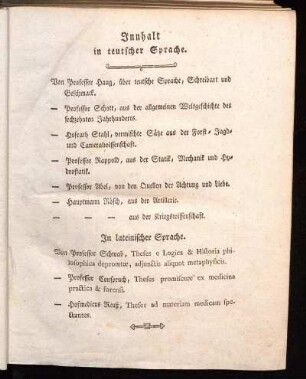 Innhalt
in teutscher Sprache.
Von Professor Haug, über teutsche Sprache, Schreibart und
Geschmack.
— Professor Schott, aus der allgemeinen Weltgeschichte des
sechzehnten Jahrhunderts.
— Hofrath Stahl, vermischte Sätze aus der Forst- Jagd-
und Cameralwissenschaft.
— Professor Rappold, aus der Statik, Mechanik und Hy-
drostatik.
— Professor Abel, von den Quellen der Achtung und Liebe.
— Hauptmann Rösch, aus der Artillerie.
— — — aus der Kriegswissenschaft.
In lateinischer Sprache.
Von Professor Schwab, Theses e Logica & Historia phi-
losophica depromtæ, adjunctis aliquot metaphysicis.
— Professor Consbruch, Theses promiscuæ ex medicina
practica & forensi.
— Hofmedicus Reuß, Theses ad materiam medicam spe-
ctantes.